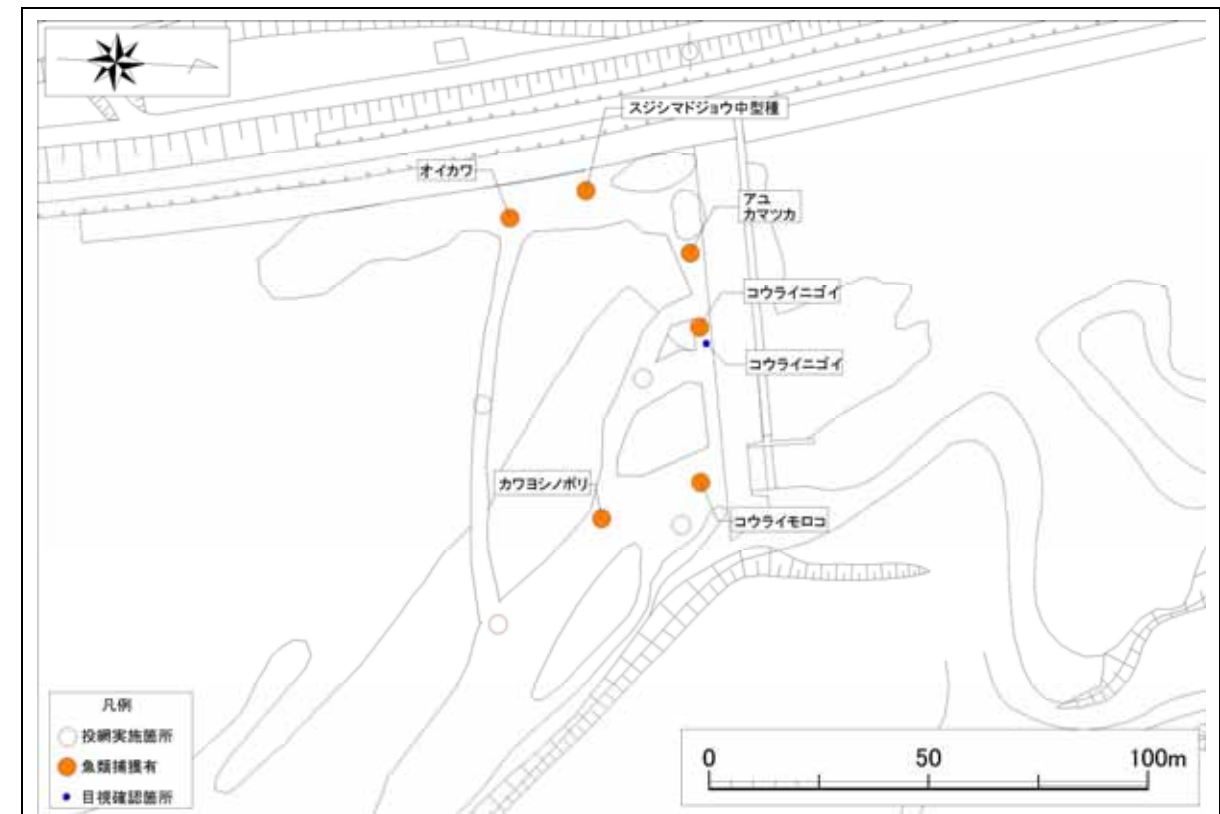 スジシマドジョウ中型種
オイカワ
アユ
カマツカ
コウライニゴイ
コウライニゴイ
カワヨシノボリ
コウライモロコ
凡例
投網実施箇所
魚類捕獲有
目視確認箇所
0 50 100m